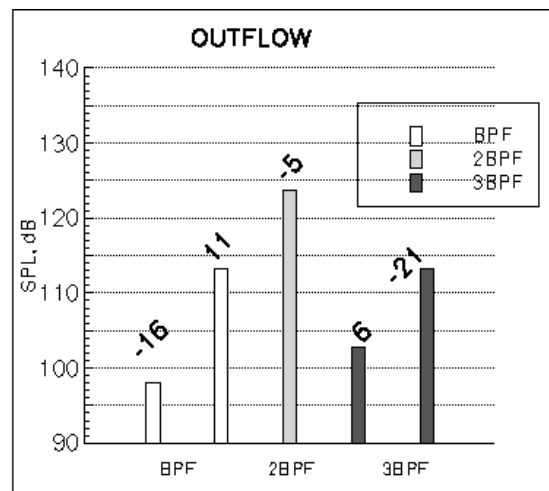 OUTFLOW
140
130
120
110
100
90
SPL,dB
BPF
2BPF
3BPF
-16
11
-5
6
-21
BPF
2BPF
3BPF